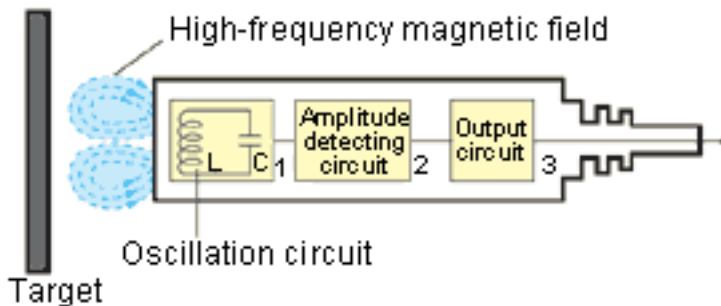 High-frequency magnetic field
Amplitude
detecting
circuit
Output
circuit
L
C
1
2
3
Oscillation circuit
Target